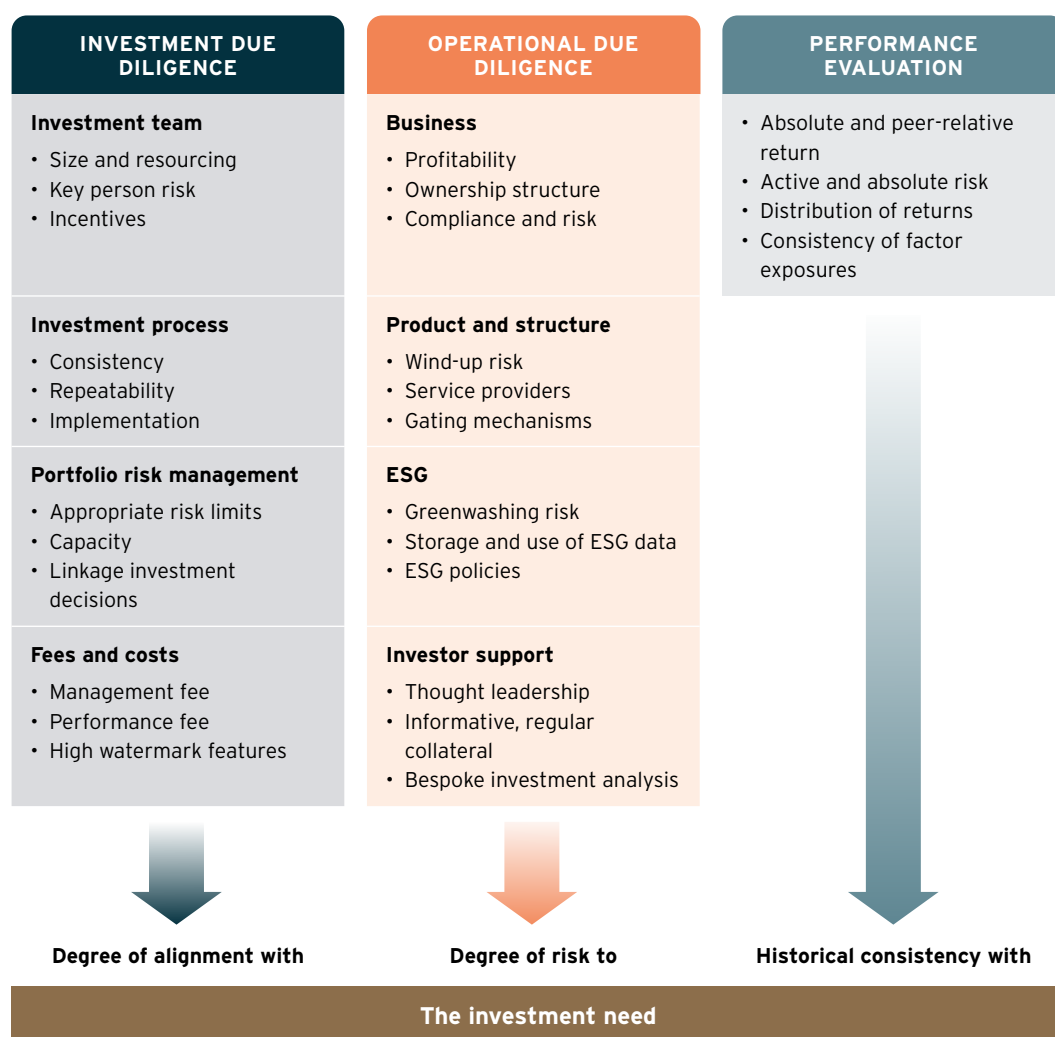 INVESTMENT DUE
DILIGENCE
Investment team
• Size and resourcing
• Key person risk
• Incentives
Investment process
• Consistency
• Repeatability
• Implementation
Portfolio risk management
• Appropriate risk limits
• Capacity
• Linkage investment
decisions
Fees and costs
• Management fee
• Performance fee
• High watermark features
Degree of alignment with
OPERATIONAL DUE
DILIGENCE
Business
• Profitability
• Ownership structure
• Compliance and risk
Product and structure
• Wind-up risk
• Service providers
• Gating mechanisms
ESG
• Greenwashing risk
• Storage and use of ESG data
• ESG policies
Investor support
• Thought leadership
• Informative, regular
collateral
• Bespoke investment analysis
Degree of risk to
PERFORMANCE
EVALUATION
• Absolute and peer-relative
return
• Active and absolute risk
• Distribution of returns
• Consistency of factor
exposures
Historical consistency with
The investment need